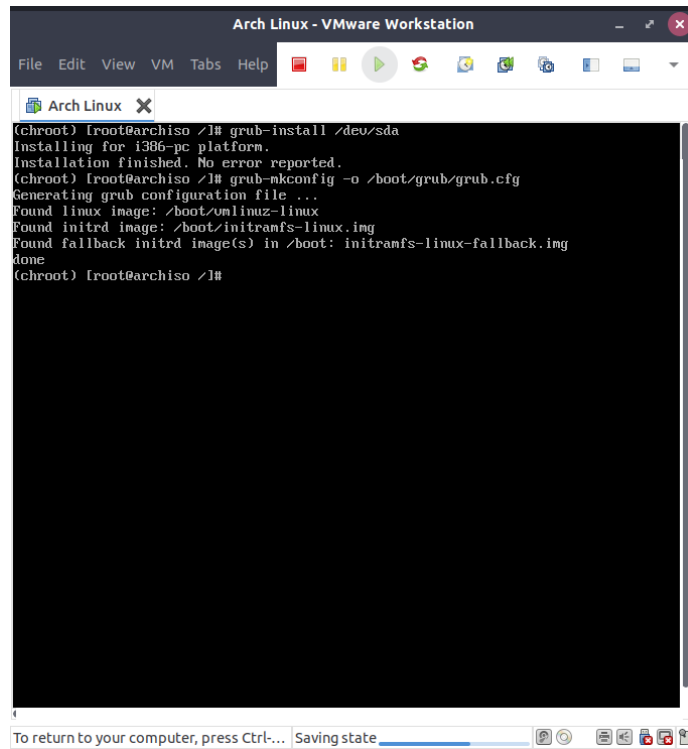 Arch Linux - VMware Workstation
File Edit View VM Tabs Help
Arch Linux
(chroot) [root@archiso /]# grub-install /dev/sda
Installing for i386-pc platform.
Installation finished. No error reported.
(chroot) [root@archiso /]# grub-mkconfig -o /boot/grub/grub.cfg
Generating grub configuration file ...
Found linux image: /boot/vmlinuz-linux
Found initrd image: /boot/initramfs-linux.img
Found fallback initrd image(s) in /boot: initramfs-linux-fallback.img
done
(chroot) [root@archiso /]#
To return to your computer, press Ctrl-... Saving state